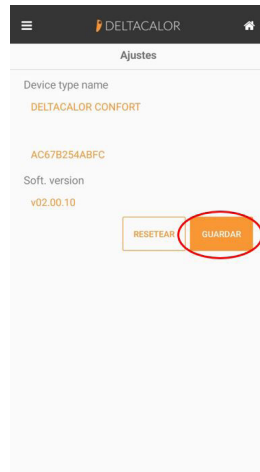 DELTACALOR
Ajustes
Device type name
DELTACALOR CONFORT
AC67B254ABFC
Soft. version
v02.00.10
RESETEAR GUARDAR